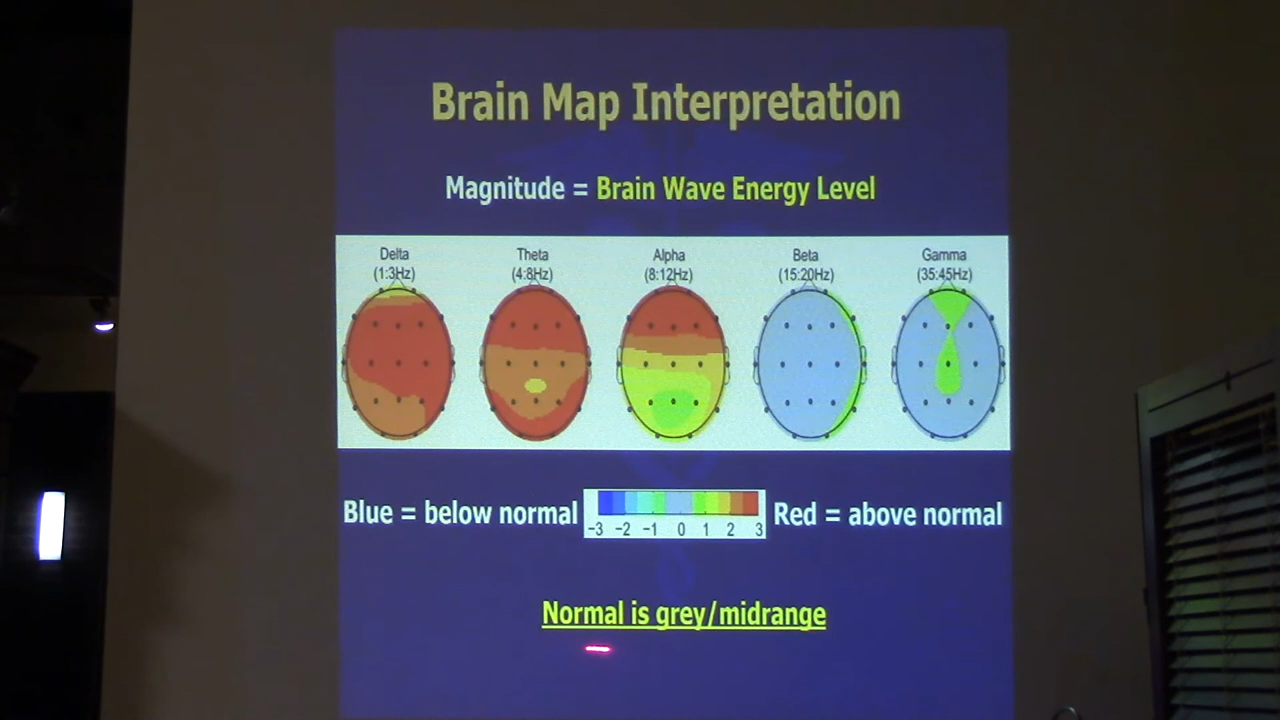 Brain Map Interpretation
Magnitude = Brain Wave Energy Level
Delta Theta Alpha Beta Gamma
(1:3Hz) (4:8Hz) (8:12Hz) (15:20Hz) (35:45Hz)
Blue = below normal Red = above normal
−3 −2 −1 0 1 2 3
Normal is grey/midrange